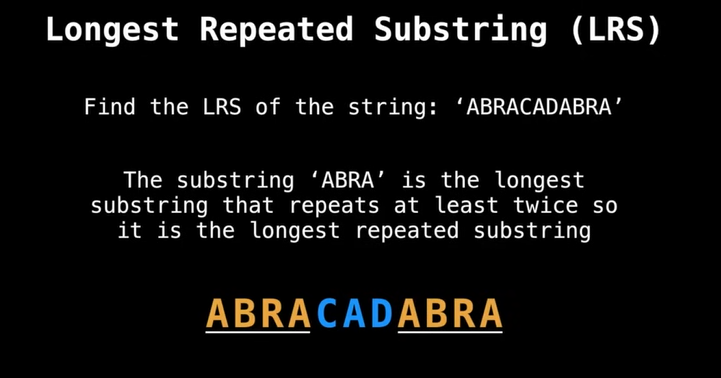 Longest Repeated Substring (LRS)
Find the LRS of the string: ‘ABRACADABRA’
The substring ‘ABRA’ is the longest
substring that repeats at least twice so
it is the longest repeated substring
ABRACADABRA